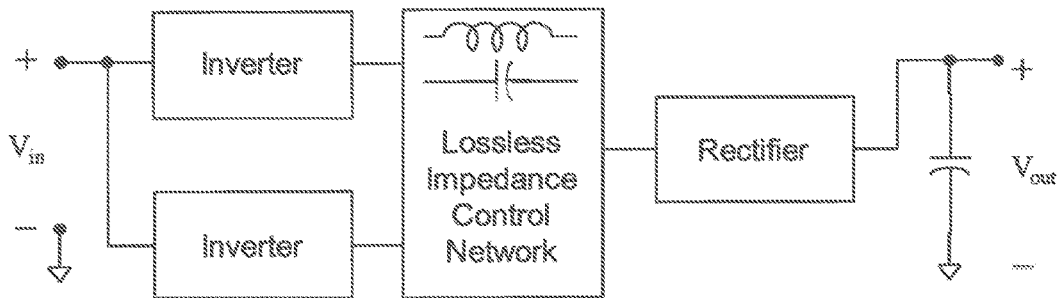 +
V_in
−
Inverter
Inverter
Lossless
Impedance
Control
Network
Rectifier
+
V_out
−